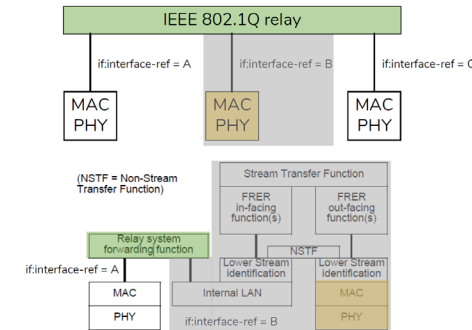 IEEE 802.1Q relay
if:interface-ref = A
if:interface-ref = B
if:interface-ref = C
MAC
PHY
MAC
PHY
MAC
PHY
(NSTF = Non-Stream
Transfer Function)
Stream Transfer Function
FRER
in-facing
function(s)
FRER
out-facing
function(s)
NSTF
Relay system
forwarding function
Lower Stream
identification
Lower Stream
identification
if:interface-ref = A
MAC
PHY
Internal LAN
MAC
PHY
if:interface-ref = B